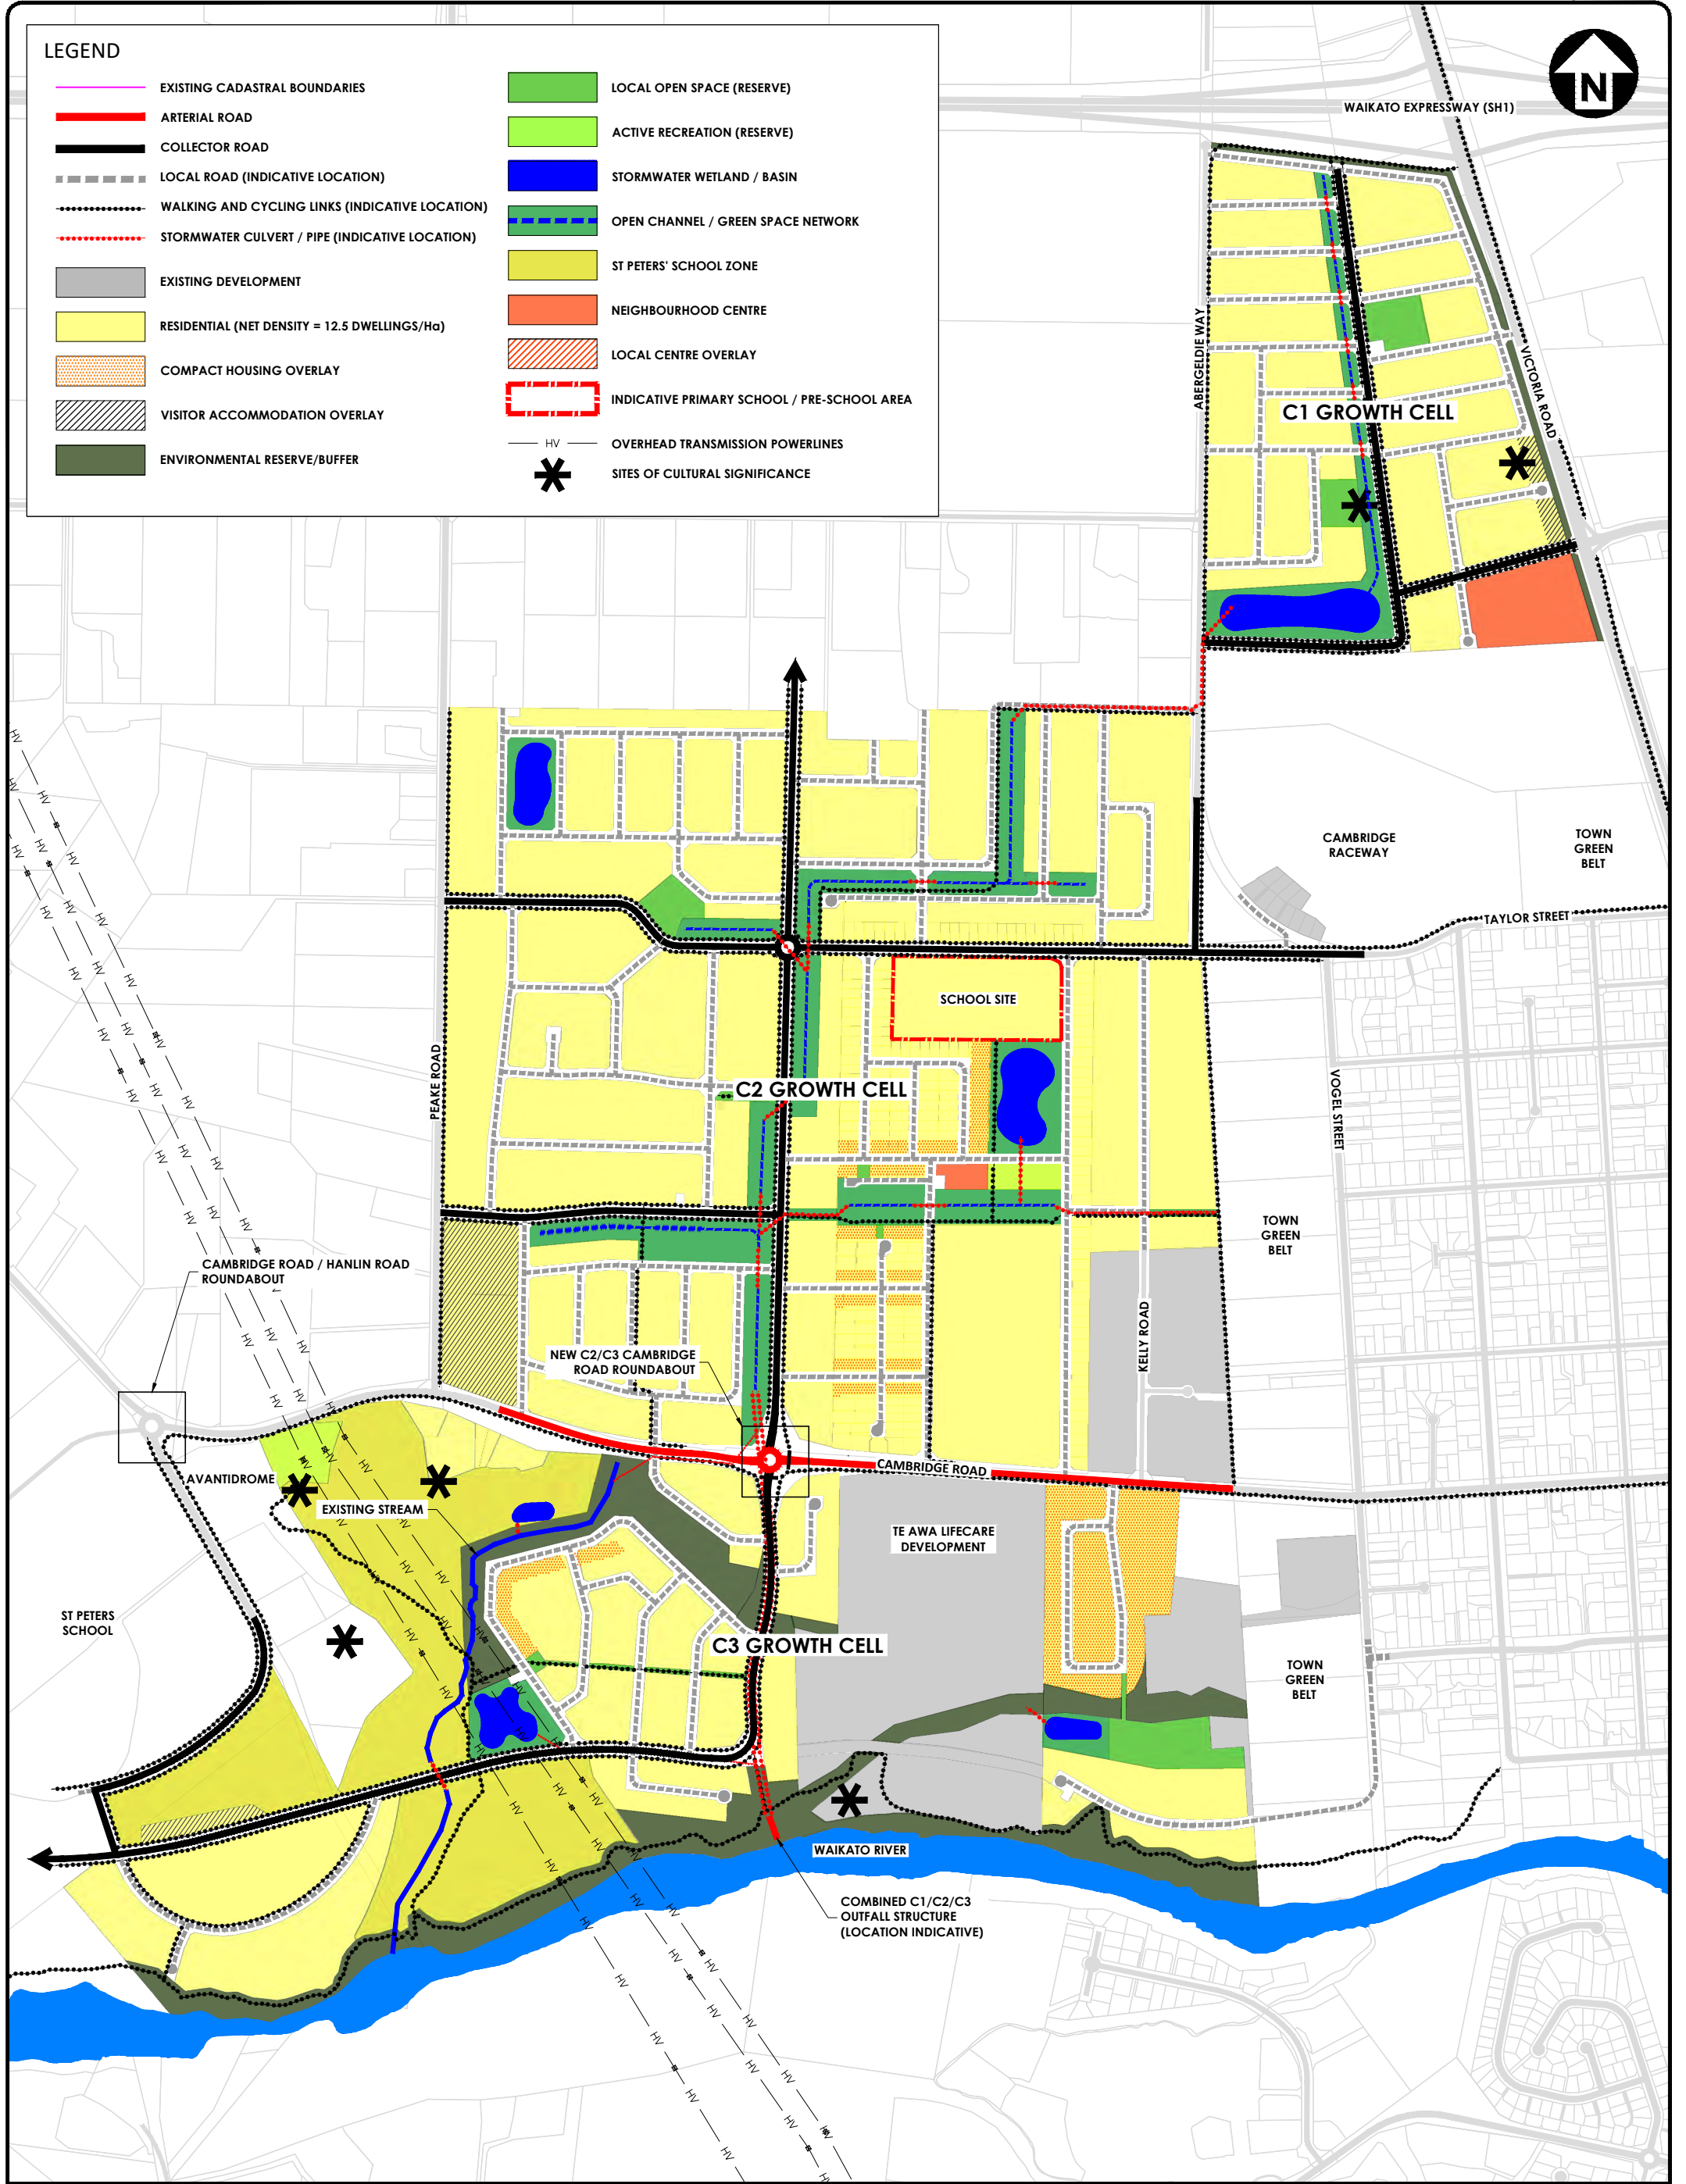 LEGEND
EXISTING CADASTRAL BOUNDARIES
ARTERIAL ROAD
COLLECTOR ROAD
LOCAL ROAD (INDICATIVE LOCATION)
WALKING AND CYCLING LINKS (INDICATIVE LOCATION)
STORMWATER CULVERT / PIPE (INDICATIVE LOCATION)
EXISTING DEVELOPMENT
RESIDENTIAL (NET DENSITY = 12.5 DWELLINGS/Ha)
COMPACT HOUSING OVERLAY
VISITOR ACCOMMODATION OVERLAY
ENVIRONMENTAL RESERVE/BUFFER
LOCAL OPEN SPACE (RESERVE)
ACTIVE RECREATION (RESERVE)
STORMWATER WETLAND / BASIN
OPEN CHANNEL / GREEN SPACE NETWORK
ST PETERS' SCHOOL ZONE
NEIGHBOURHOOD CENTRE
LOCAL CENTRE OVERLAY
INDICATIVE PRIMARY SCHOOL / PRE-SCHOOL AREA
HV
OVERHEAD TRANSMISSION POWERLINES
SITES OF CULTURAL SIGNIFICANCE
N
WAIKATO EXPRESSWAY (SH1)
ABERGELDIE WAY
VICTORIA ROAD
C1 GROWTH CELL
CAMBRIDGE
RACEWAY
TOWN
GREEN
BELT
TAYLOR STREET
SCHOOL SITE
PEAKE ROAD
C2 GROWTH CELL
VOGEL STREET
TOWN
GREEN
BELT
CAMBRIDGE ROAD / HANLIN ROAD
ROUNDABOUT
KELLY ROAD
NEW C2/C3 CAMBRIDGE
ROAD ROUNDABOUT
CAMBRIDGE ROAD
AVANTIDROME
EXISTING STREAM
TE AWA LIFECARE
DEVELOPMENT
ST PETERS
SCHOOL
C3 GROWTH CELL
TOWN
GREEN
BELT
WAIKATO RIVER
COMBINED C1/C2/C3
OUTFALL STRUCTURE
(LOCATION INDICATIVE)